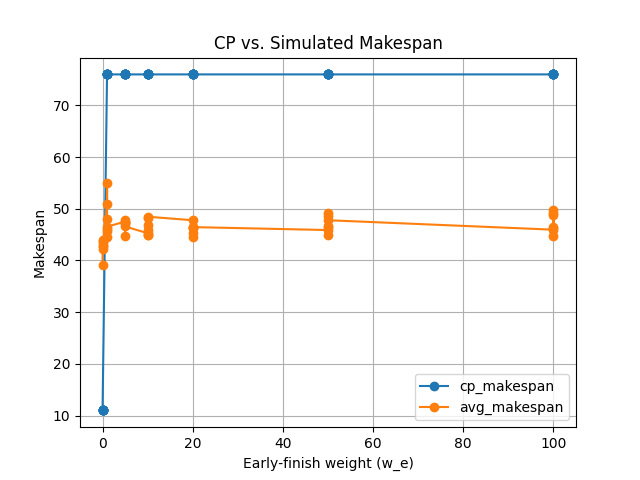 CP vs. Simulated Makespan
Makespan
70
60
50
40
30
20
10
0
20
40
60
80
100
Early-finish weight (w_e)
cp_makespan
avg_makespan